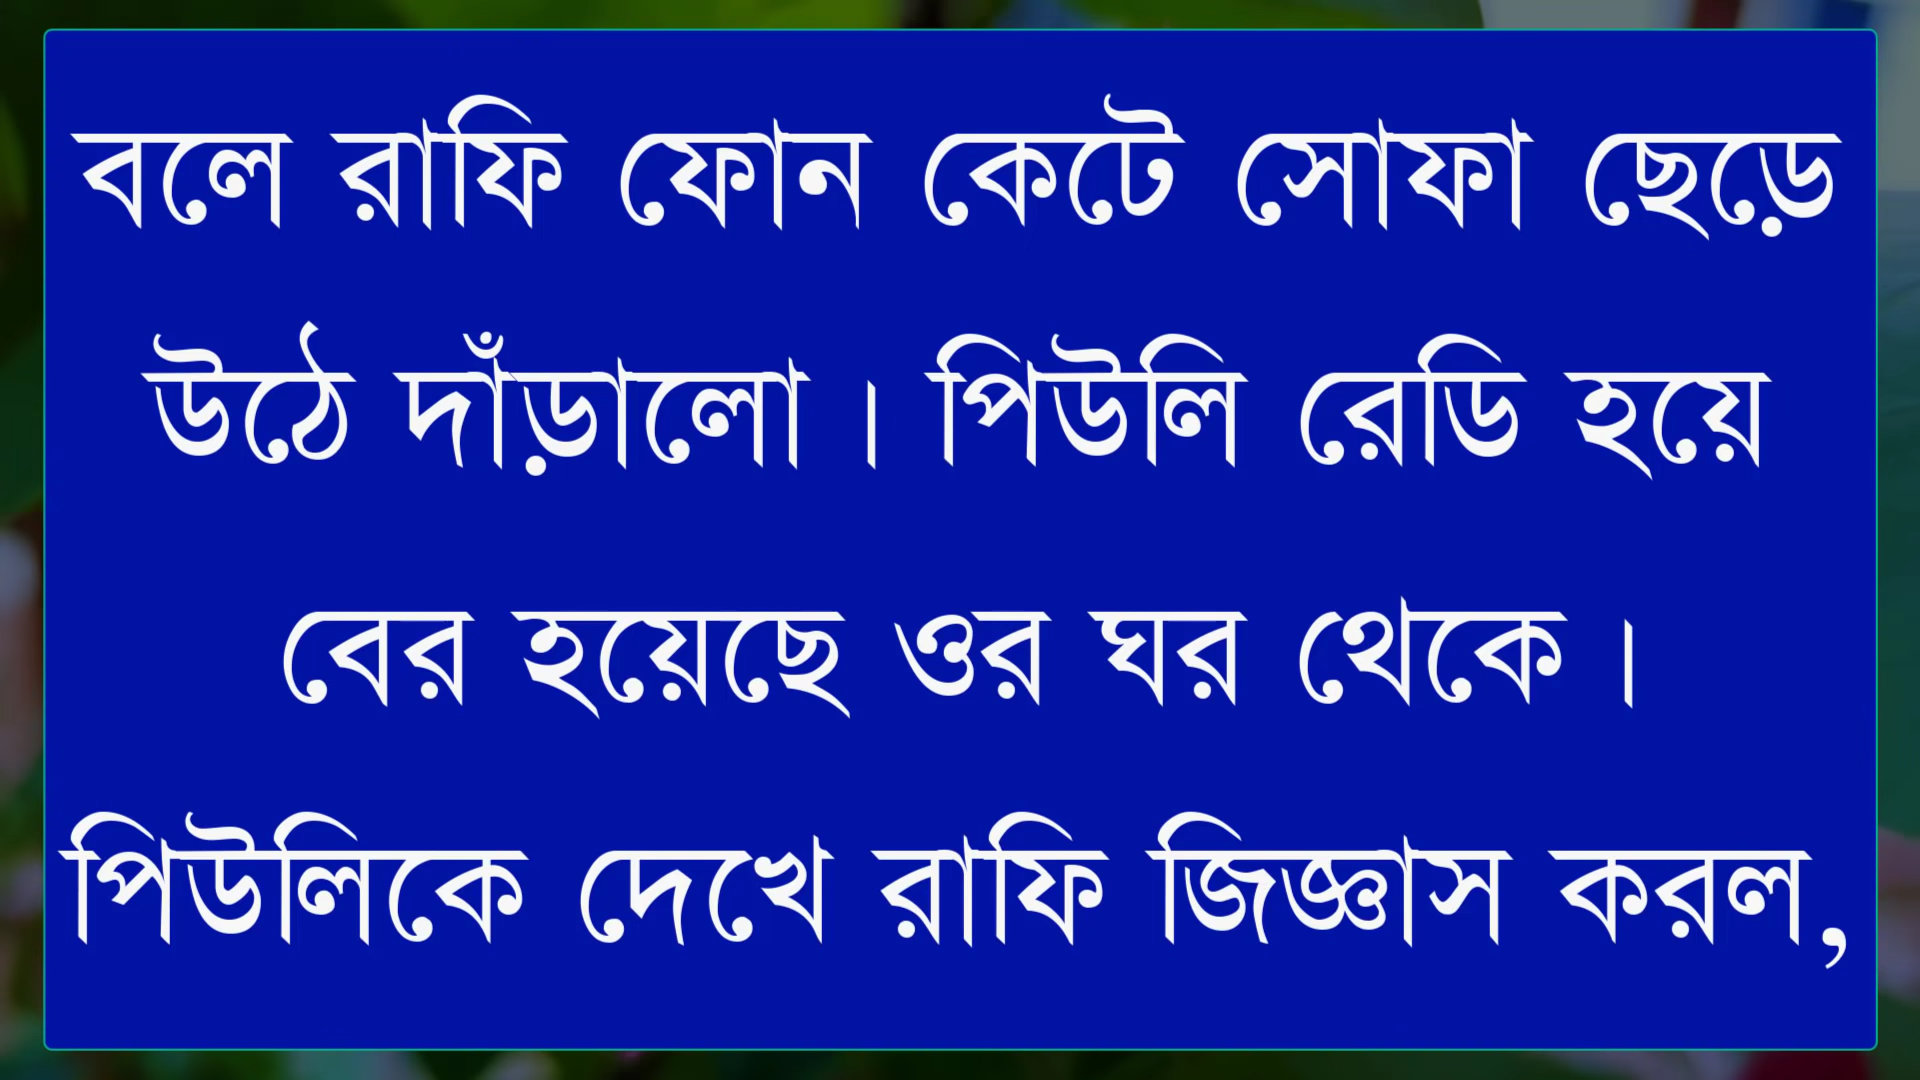 বলে রাফি ফোন কেটে সোফা ছেড়ে
উঠে দাঁড়ালো। পিউলি রেডি হয়ে
বের হয়েছে ওর ঘর থেকে।
পিউলিকে দেখে রাফি জিজ্ঞাস করল,